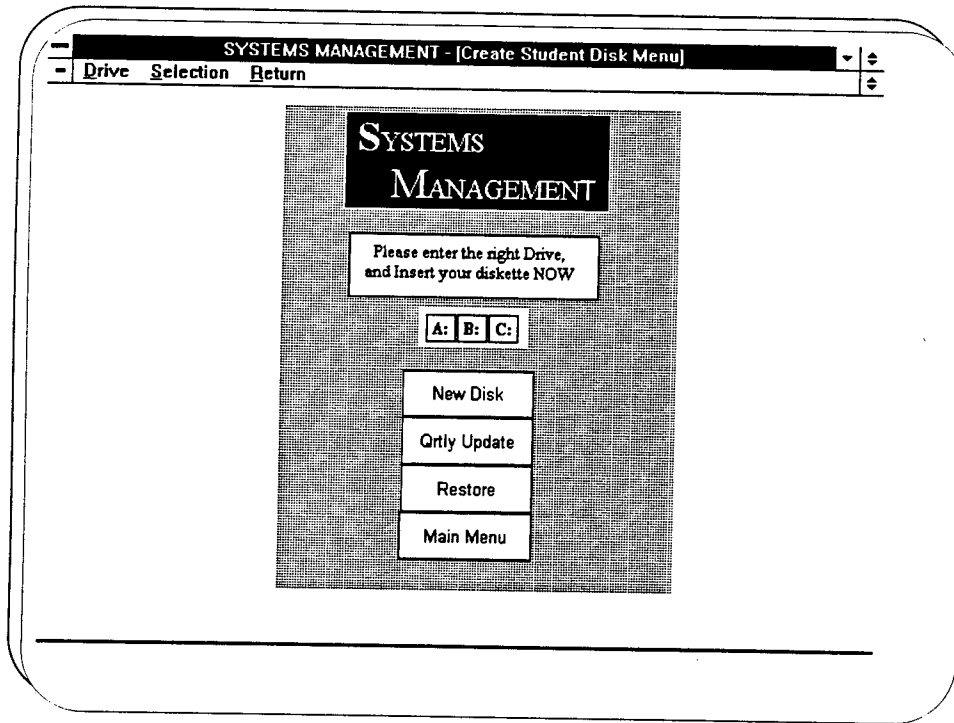 SYSTEMS MANAGEMENT - [Create Student Disk Menu]
Drive Selection Return
SYSTEMS
MANAGEMENT
Please enter the right Drive,
and Insert your diskette NOW
A: B: C:
New Disk
Qrtly Update
Restore
Main Menu